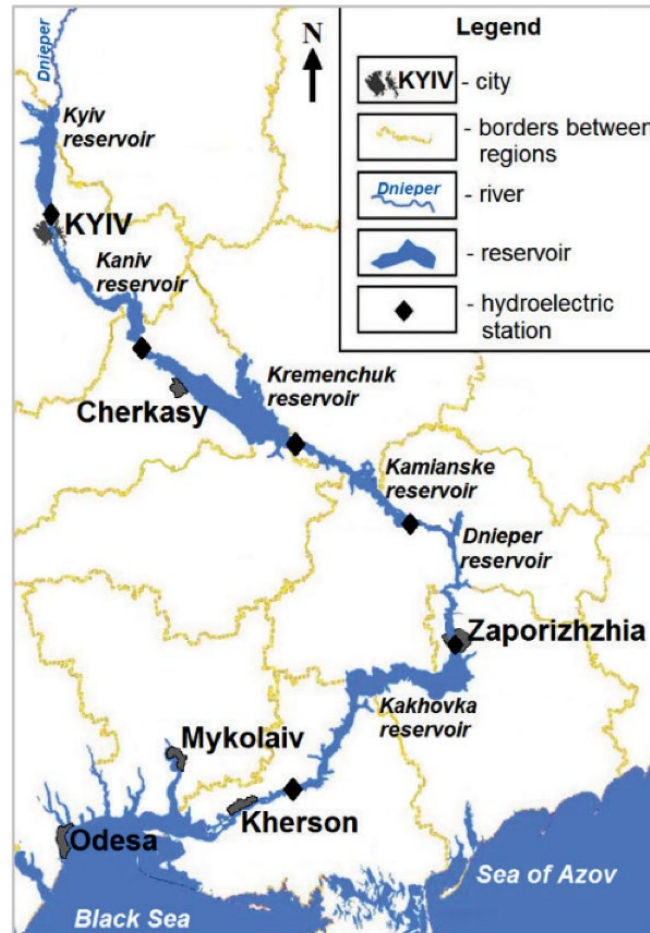 Dnieper
N
Legend
KYIV - city
- borders between
regions
Dnieper - river
- reservoir
- hydroelectric
station
Kyiv
reservoir
KYIV
Kaniv
reservoir
Kremenchuk
reservoir
Cherkasy
Kamianske
reservoir
Dnieper
reservoir
Zaporizhzhia
Kakhovka
reservoir
Mykolaiv
Kherson
Odesa
Sea of Azov
Black Sea